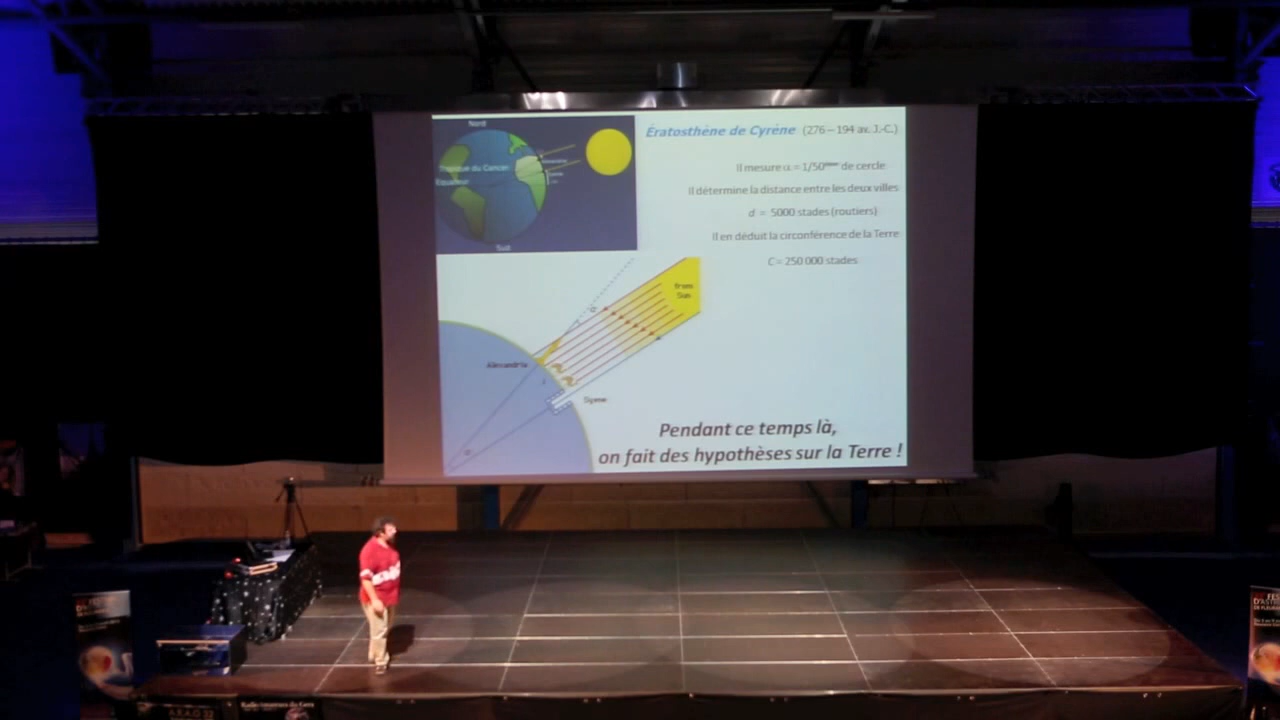 Nord
Tropique du Cancer
Equateur
Sud
Ératosthène de Cyrène (276 – 194 av. J.-C.)
Il mesure α = 1/50ième de cercle
Il détermine la distance entre les deux villes
d = 5000 stades (routiers)
Il en déduit la circonférence de la Terre
C = 250 000 stades
from
Sun
α
Alexandria
Syene
α
Pendant ce temps là,
on fait des hypothèses sur la Terre !